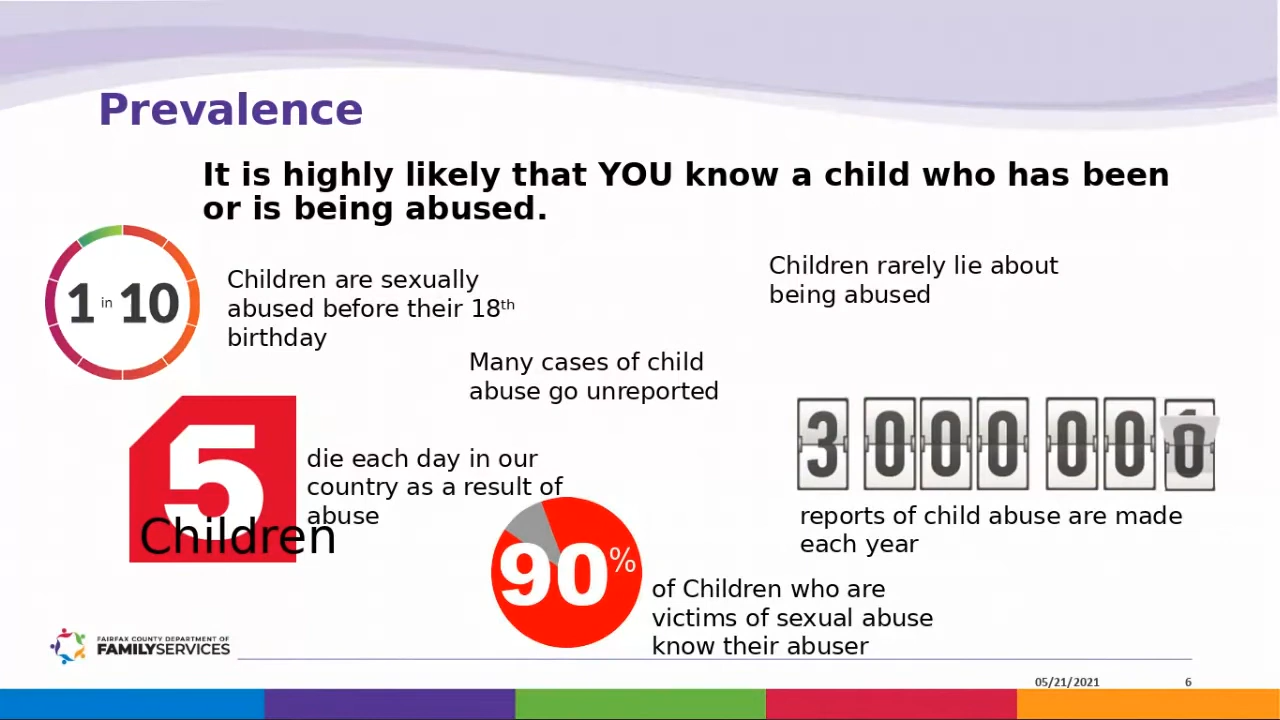 Prevalence
It is highly likely that YOU know a child who has been
or is being abused.
1 in 10
Children are sexually
abused before their 18th
birthday
Children rarely lie about
being abused
Many cases of child
abuse go unreported
5
Children
die each day in our
country as a result of
abuse
3 000 000
reports of child abuse are made
each year
90%
of Children who are
victims of sexual abuse
know their abuser
FAIRFAX COUNTY DEPARTMENT OF
FAMILYSERVICES
05/21/2021
6